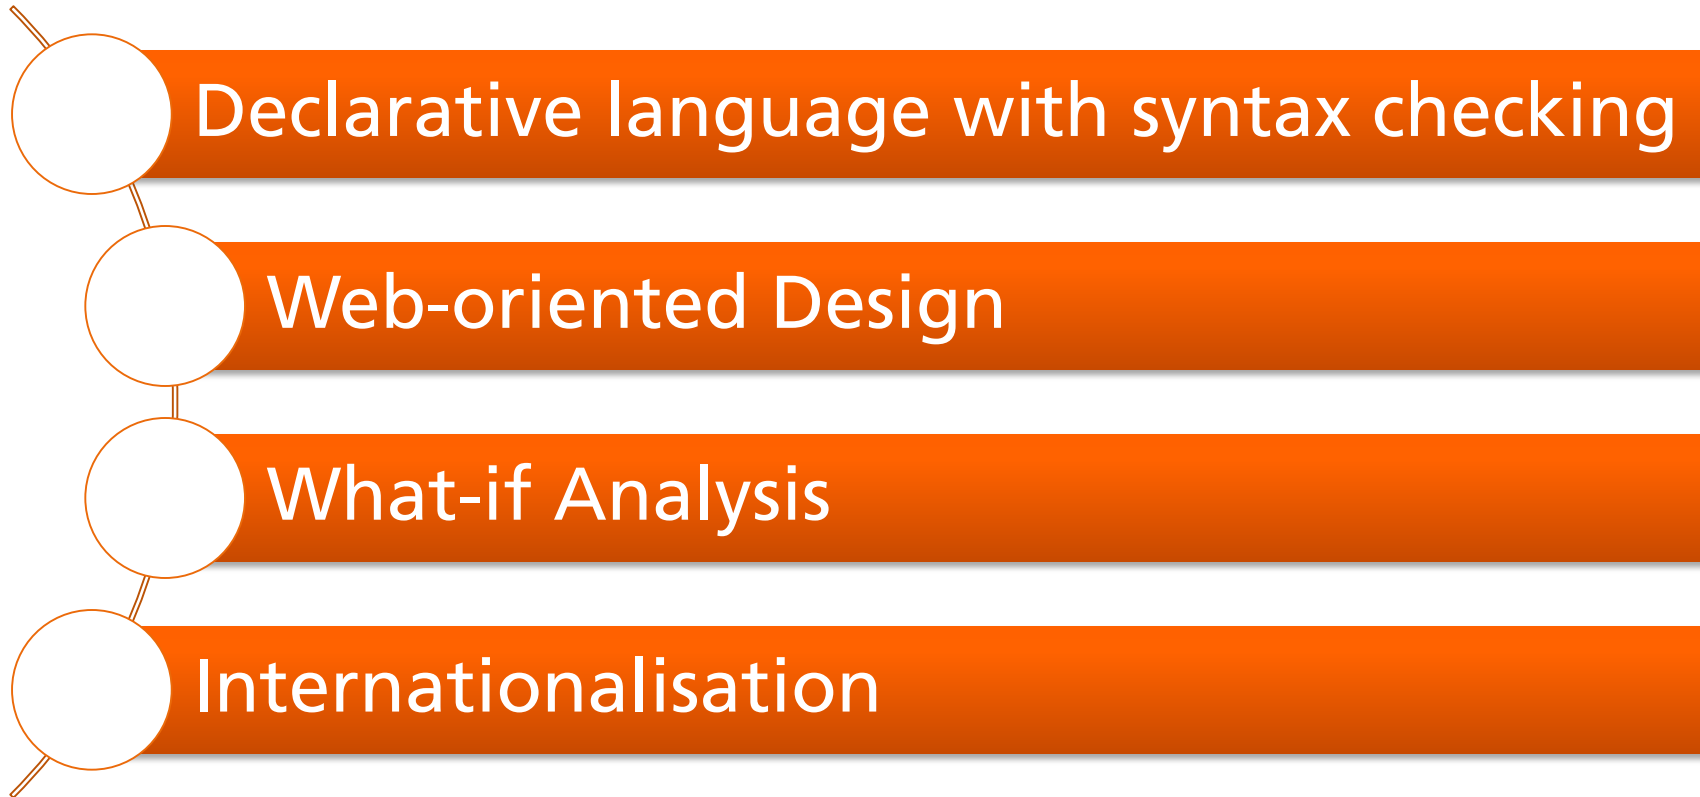 Declarative language with syntax checking
Web-oriented Design
What-if Analysis
Internationalisation